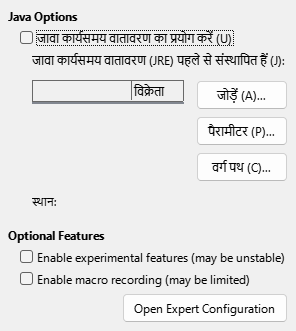 Java Options
जावा कार्यसमय वातावरण का प्रयोग करें (U)
जावा कार्यसमय वातावरण (JRE) पहले से संस्थापित हैं (J):
विक्रेता
जोड़ें (A)...
पैरामीटर (P)...
वर्ग पथ (C)...
स्थान:
Optional Features
Enable experimental features (may be unstable)
Enable macro recording (may be limited)
Open Expert Configuration